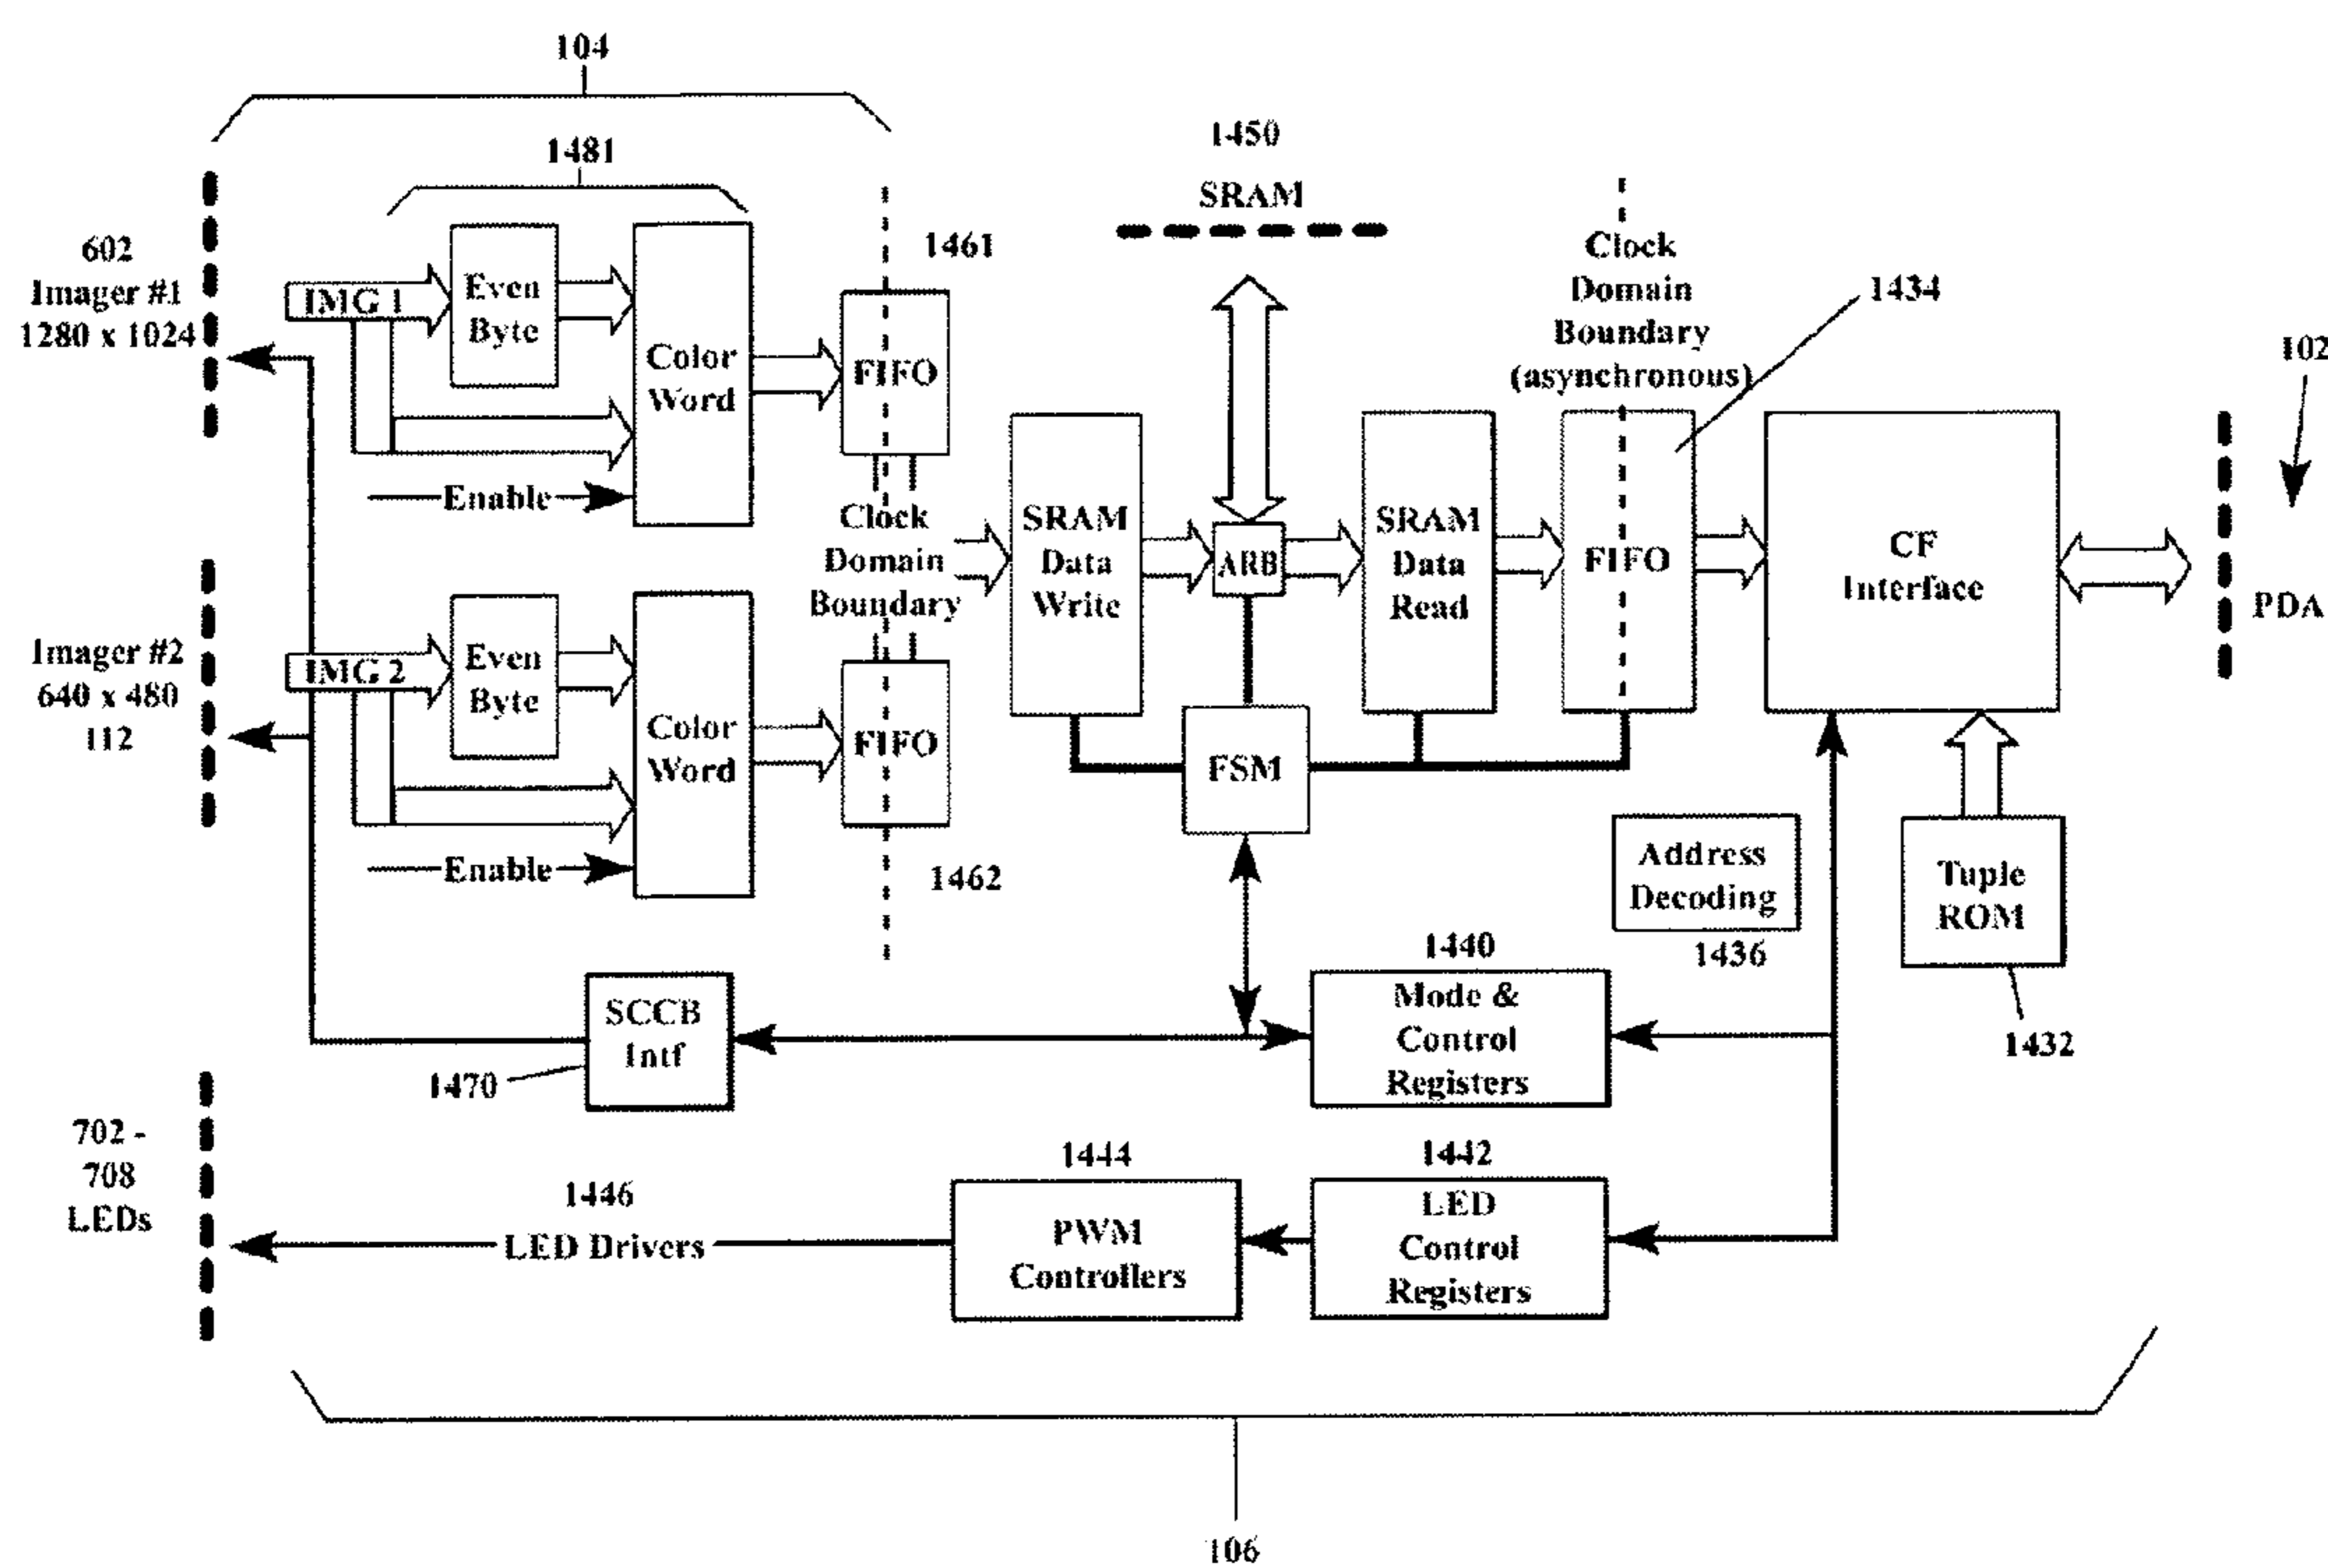 104
1481
602
Imager #1
1280 x 1024
IMG 1
Even
Byte
Color
Word
Enable
1461
FIFO
Clock
Domain
Boundary
1450
SRAM
Clock
Domain
Boundary
(asynchronous)
1434
102
PDA
SRAM
Data
Write
ARB
SRAM
Data
Read
FIFO
CF
Interface
FSM
Imager #2
640 x 480
112
IMG 2
Even
Byte
Color
Word
Enable
FIFO
1462
Address
Decoding
1436
Tuple
ROM
1432
SCCB
Intf
1470
1440
Mode &
Control
Registers
702 -
708
LEDs
1446
LED Drivers
1444
PWM
Controllers
1442
LED
Control
Registers
106